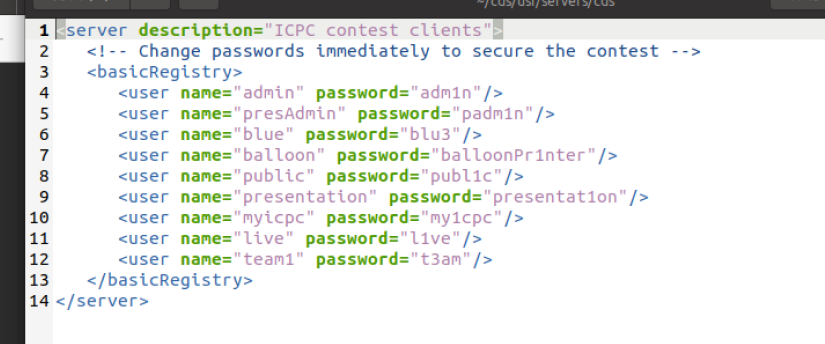 ~/cds/usr/servers/cds
1 <server description="ICPC contest clients">
2 <!-- Change passwords immediately to secure the contest -->
3 <basicRegistry>
4 <user name="admin" password="adm1n"/>
5 <user name="presAdmin" password="padm1n"/>
6 <user name="blue" password="blu3"/>
7 <user name="balloon" password="balloonPr1nter"/>
8 <user name="public" password="publ1c"/>
9 <user name="presentation" password="presentat1on"/>
10 <user name="myicpc" password="my1cpc"/>
11 <user name="live" password="l1ve"/>
12 <user name="team1" password="t3am"/>
13 </basicRegistry>
14 </server>